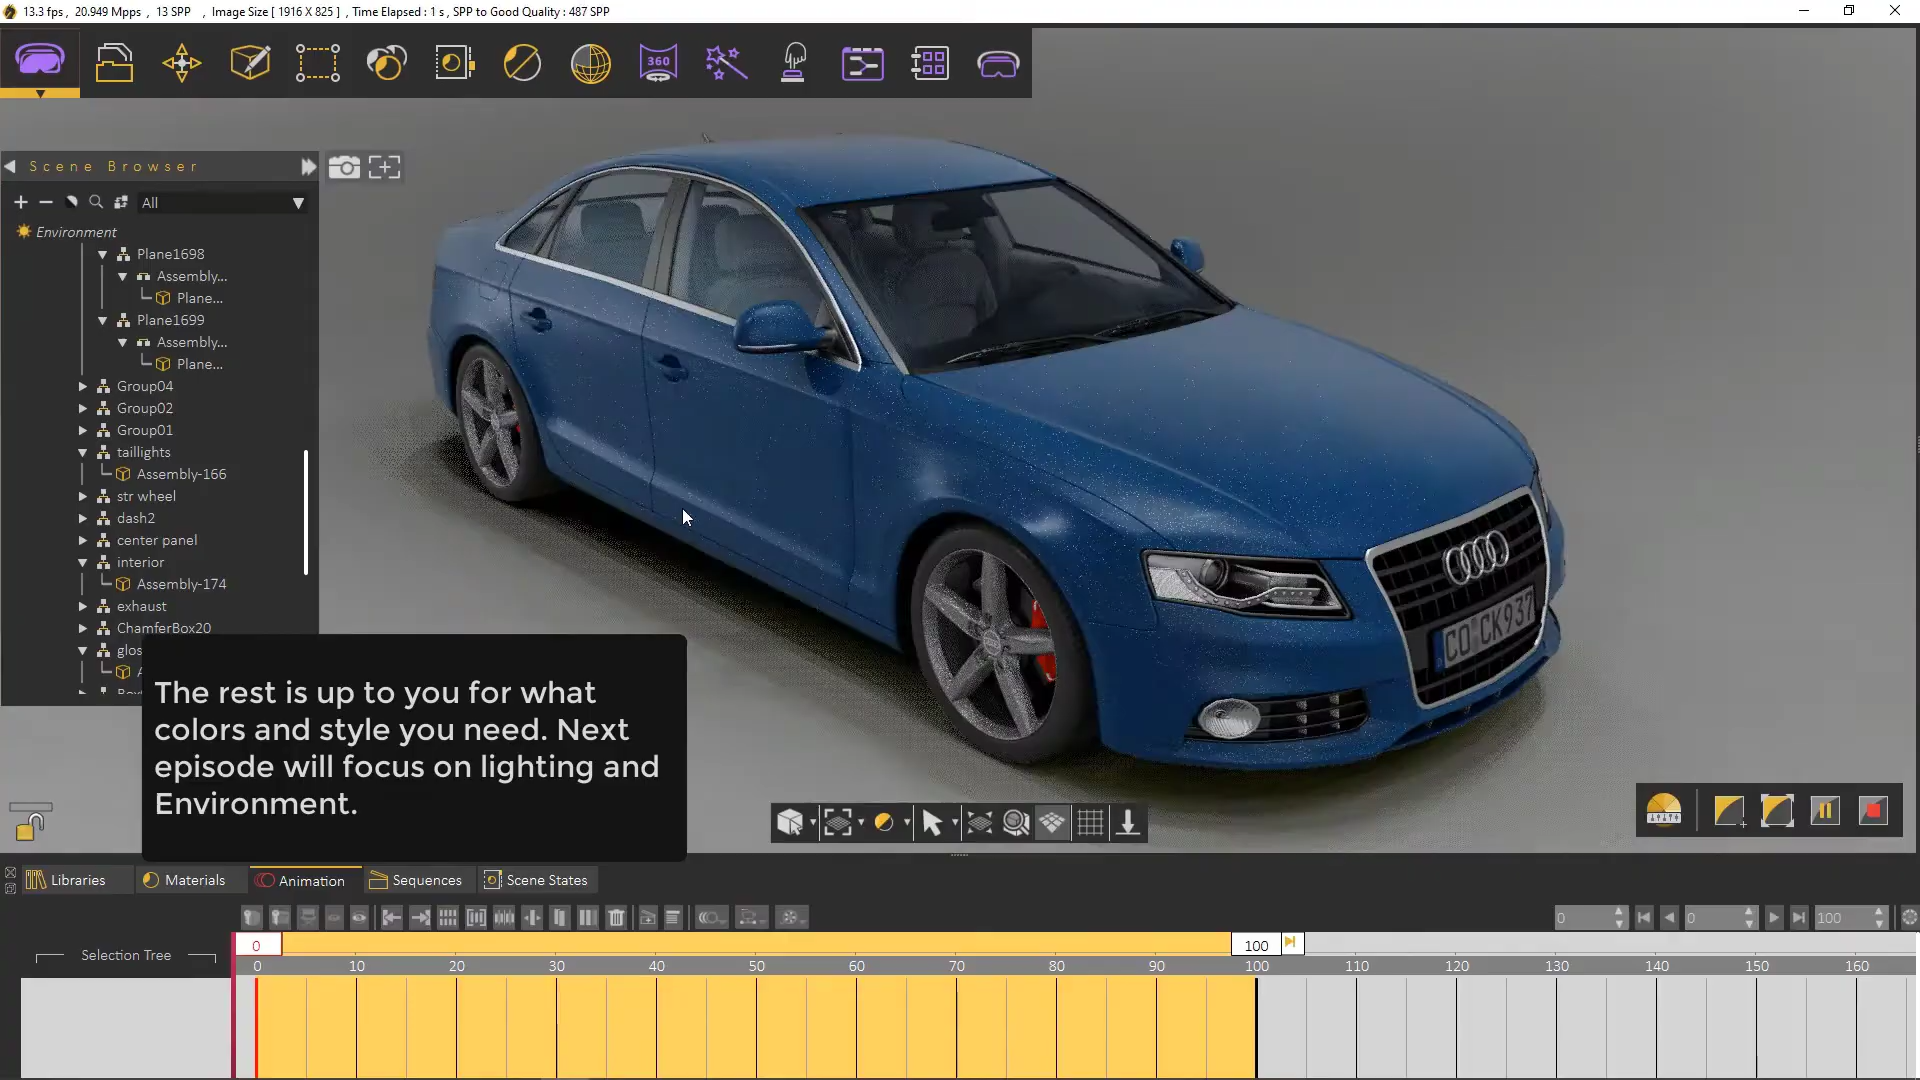 13.3 fps , 20.949 Mpps , 13 SPP , Image Size [ 1916 X 825 ] , Time Elapsed : 1 s , SPP to Good Quality : 487 SPP
360
Scene Browser
All
Environment
Plane1698
Assembly...
Plane...
Plane1699
Assembly...
Plane...
Group04
Group02
Group01
taillights
Assembly-166
str wheel
dash2
center panel
interior
Assembly-174
exhaust
ChamferBox20
glos
CO CK937
The rest is up to you for what
colors and style you need. Next
episode will focus on lighting and
Environment.
Libraries
Materials
Animation
Sequences
Scene States
0
0
100
Selection Tree
0
100
0 10 20 30 40 50 60 70 80 90 100 110 120 130 140 150 160